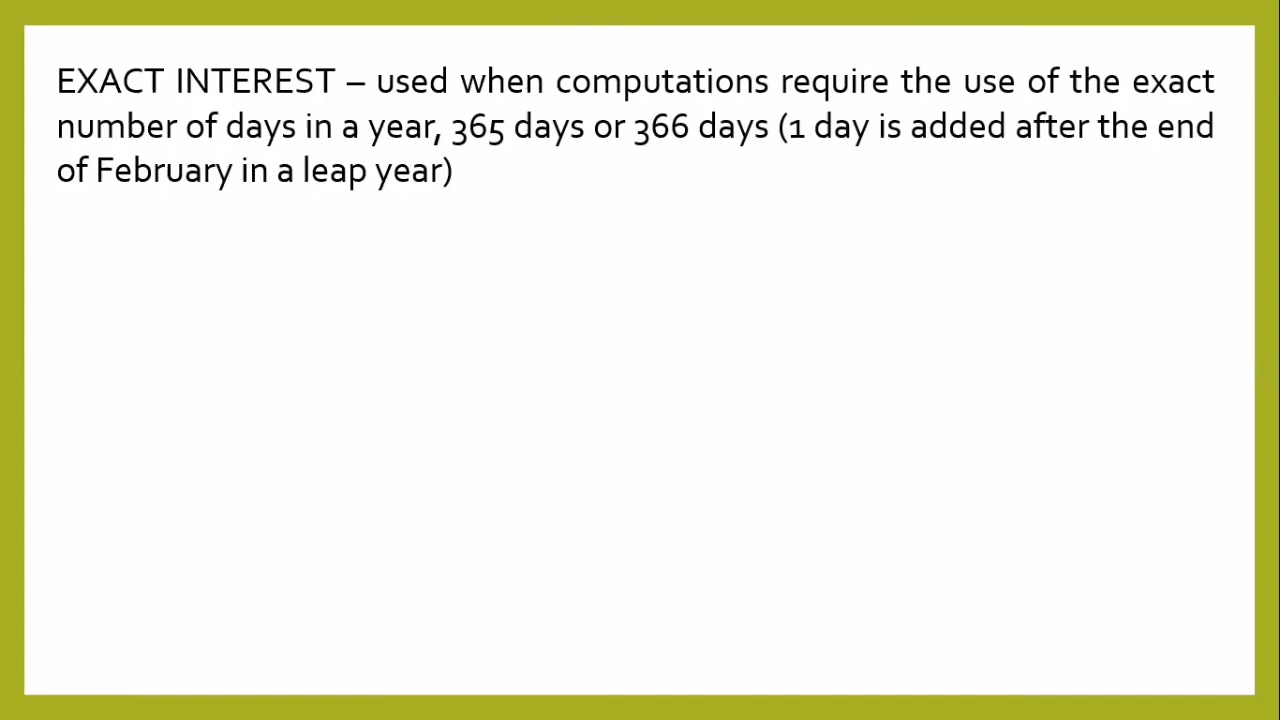 EXACT INTEREST – used when computations require the use of the exact
number of days in a year, 365 days or 366 days (1 day is added after the end
of February in a leap year)